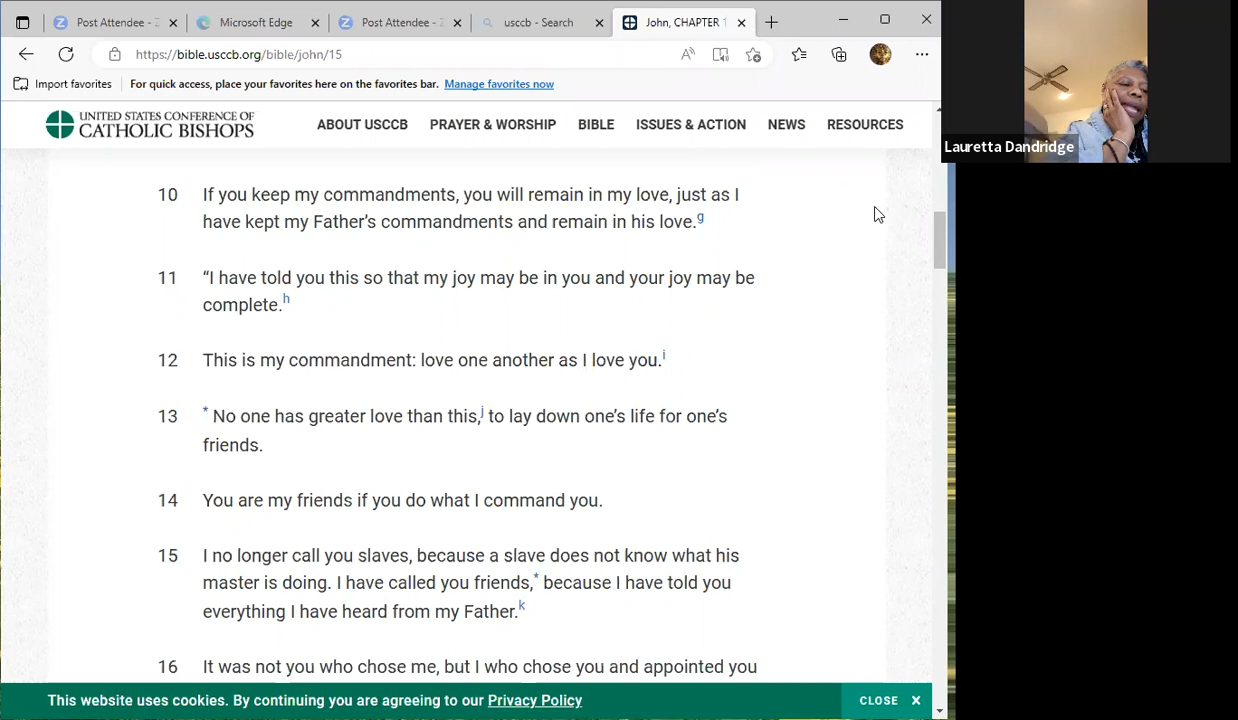 Post Attendee - Z
Microsoft Edge
Post Attendee - Z
usccb - Search
John, CHAPTER 1
https://bible.usccb.org/bible/john/15
Import favorites
For quick access, place your favorites here on the favorites bar. Manage favorites now
UNITED STATES CONFERENCE OF
CATHOLIC BISHOPS
ABOUT USCCB
PRAYER & WORSHIP
BIBLE
ISSUES & ACTION
NEWS
RESOURCES
10 If you keep my commandments, you will remain in my love, just as I
have kept my Father’s commandments and remain in his love.g
11 “I have told you this so that my joy may be in you and your joy may be
complete.h
12 This is my commandment: love one another as I love you.i
13 * No one has greater love than this,j to lay down one’s life for one’s
friends.
14 You are my friends if you do what I command you.
15 I no longer call you slaves, because a slave does not know what his
master is doing. I have called you friends,* because I have told you
everything I have heard from my Father.k
16 It was not you who chose me, but I who chose you and appointed you
This website uses cookies. By continuing you are agreeing to our Privacy Policy
CLOSE ×
Lauretta Dandridge